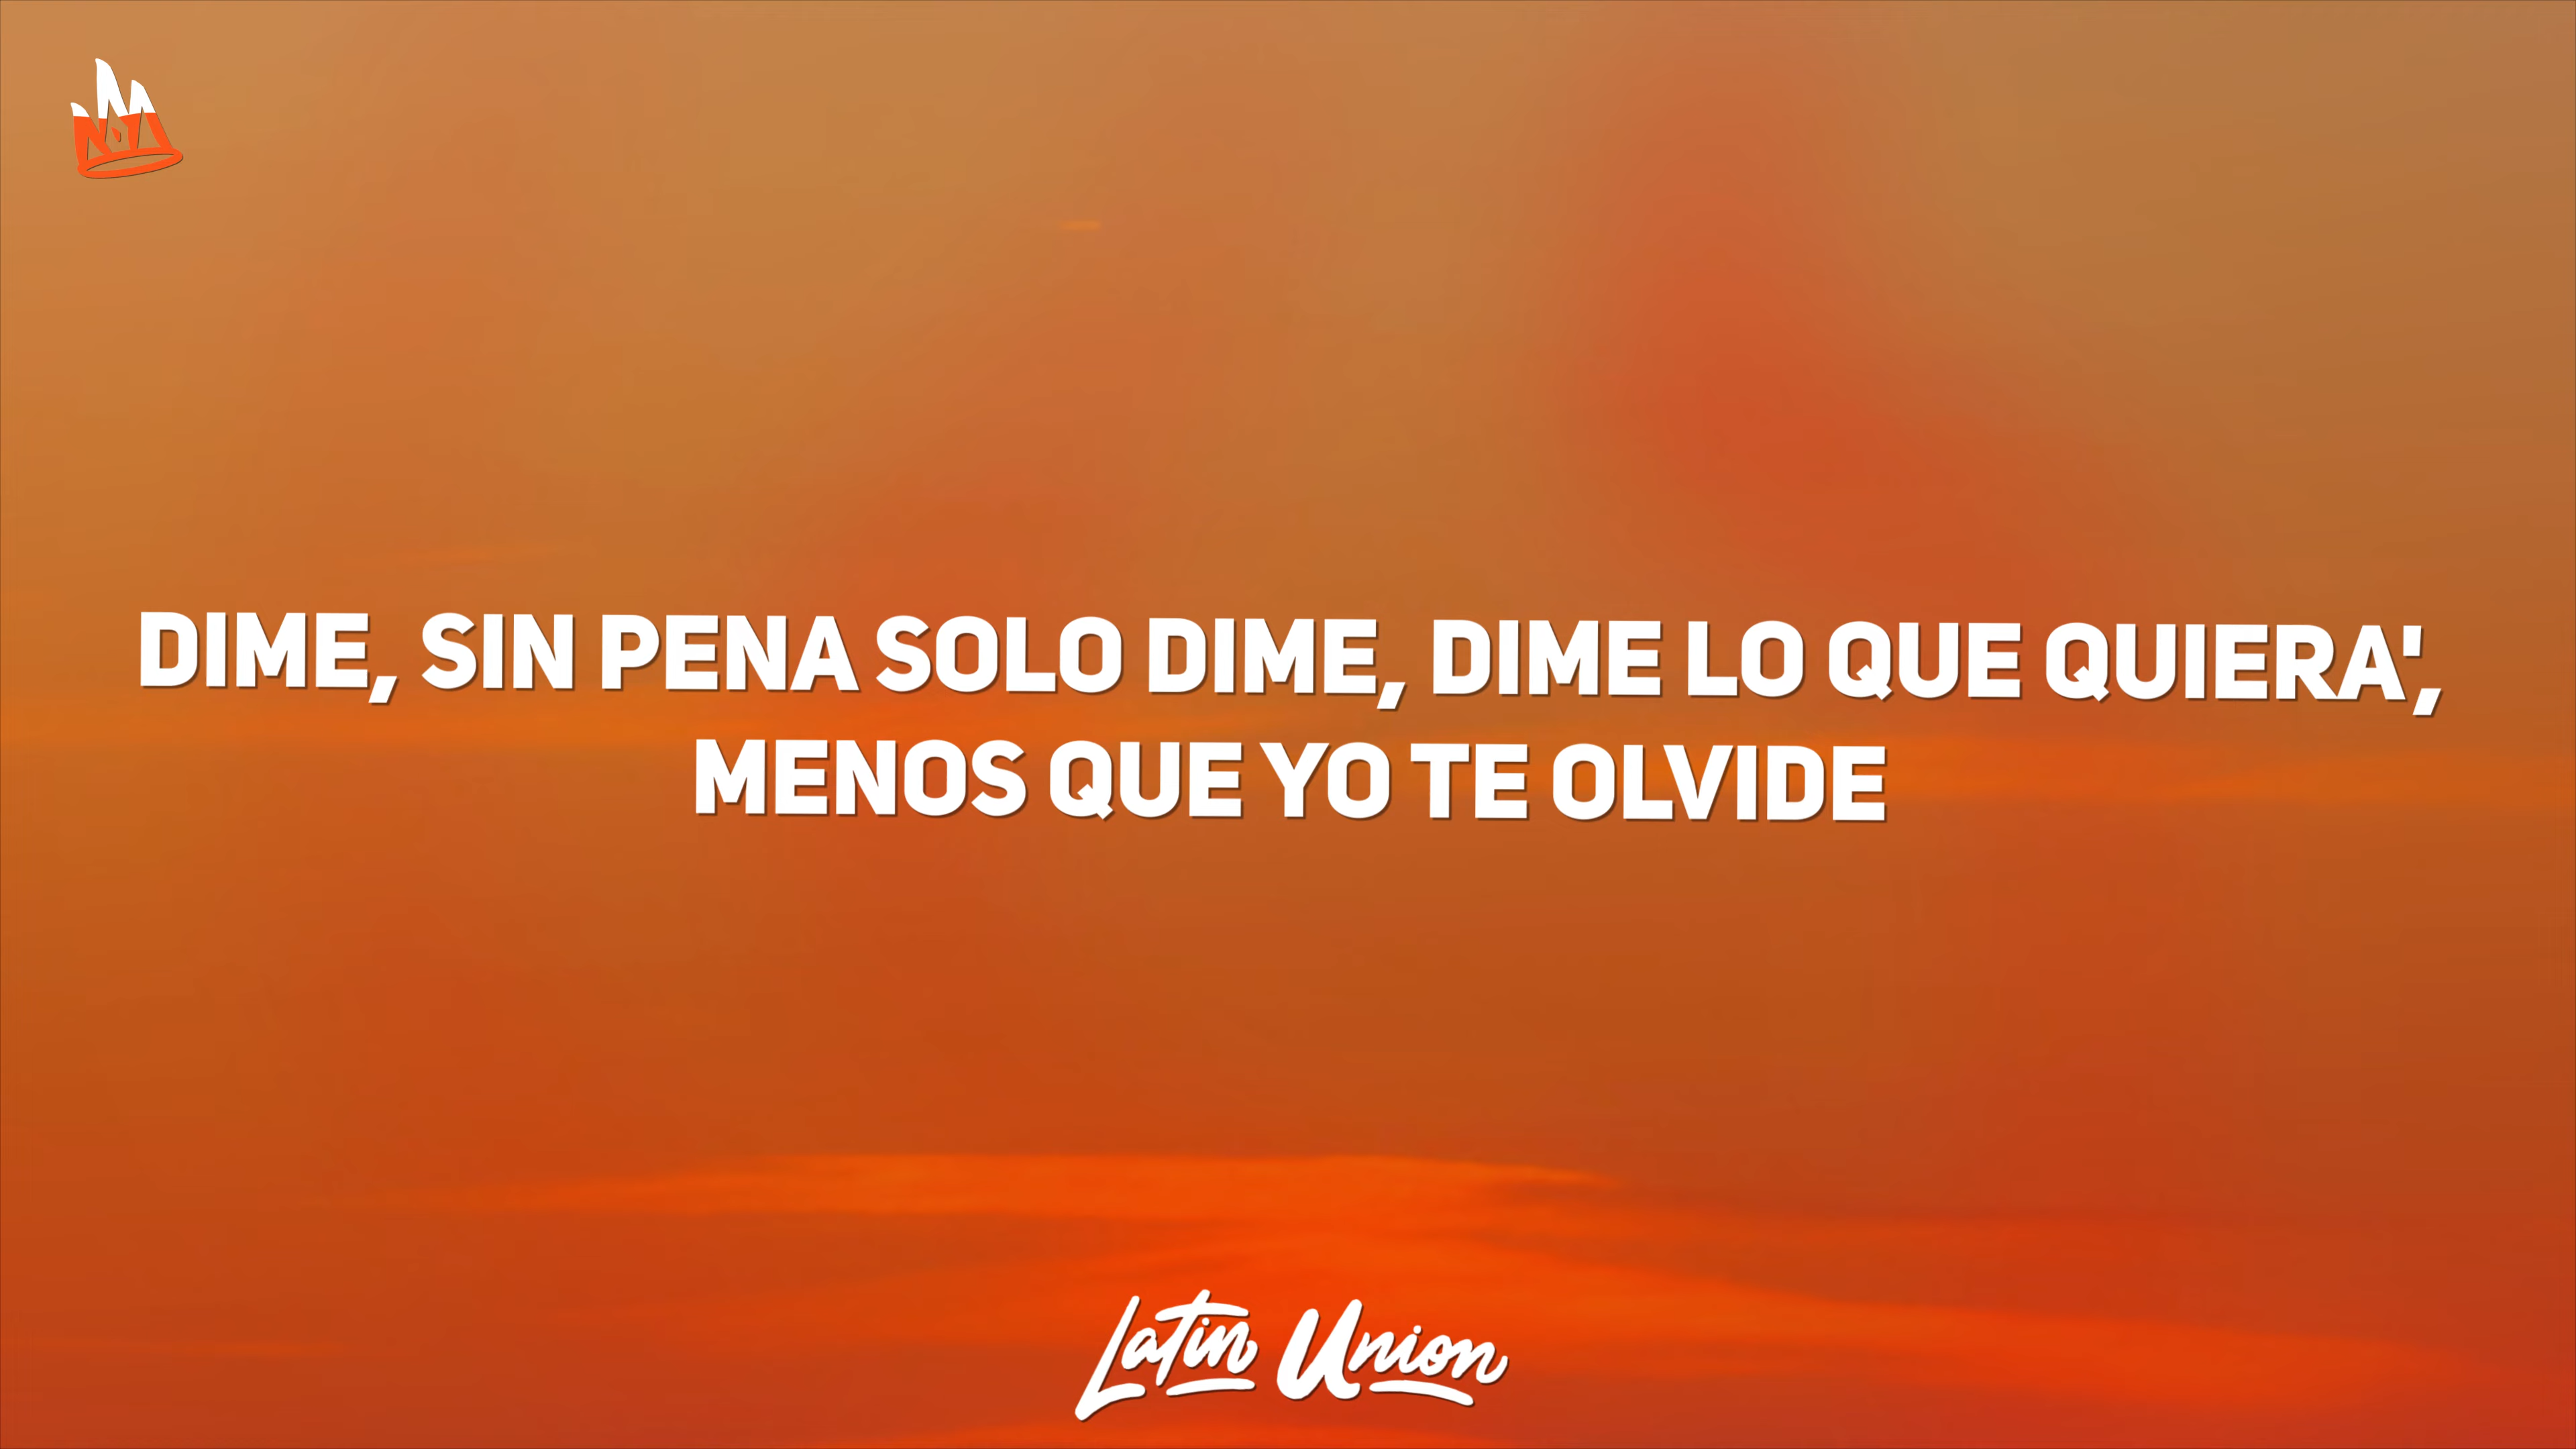 DIME, SIN PENA SOLO DIME, DIME LO QUE QUIERA',
MENOS QUE YO TE OLVIDE
Latin Union